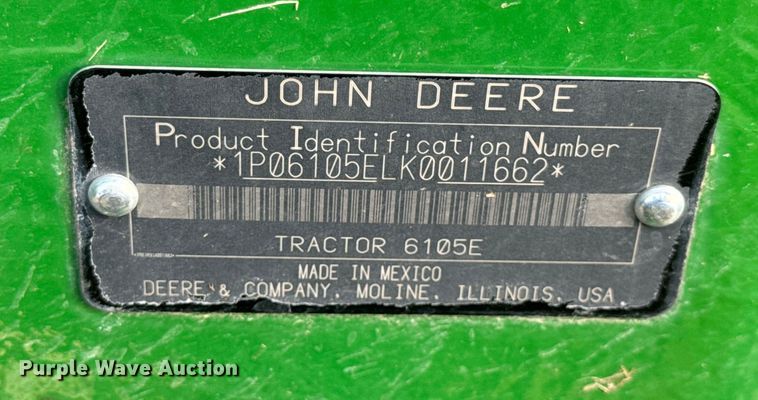 JOHN DEERE
Product Identification Number
*1P06105ELK0011662*
TRACTOR 6105E
MADE IN MEXICO
DEERE & COMPANY, MOLINE, ILLINOIS, USA.
Purple Wave Auction